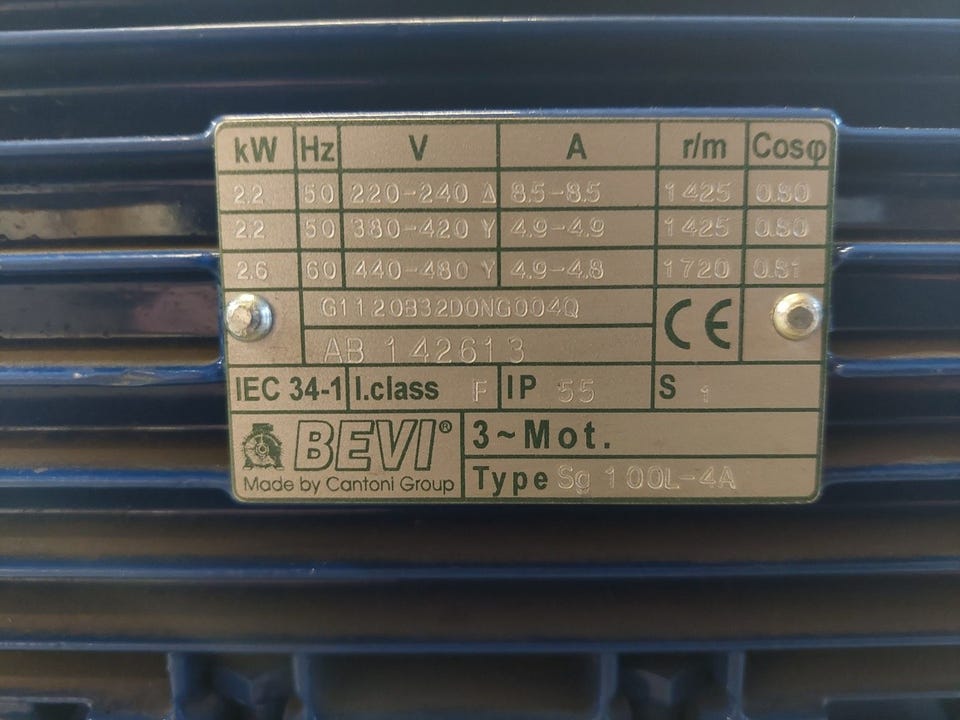 kW Hz V A r/m Cosφ
2.2 50 220-240 Δ 8.5-8.5 1425 0.80
2.2 50 380-420 Y 4.9-4.9 1425 0.80
2.6 60 440-480 Y 4.9-4.8 1720 0.81
G1120B32D0NG004Q
CE
AB 142613
IEC 34-1 I.class F IP 55 S 1
BEVI® 3~Mot.
Made by Cantoni Group Type Sg 100L-4A